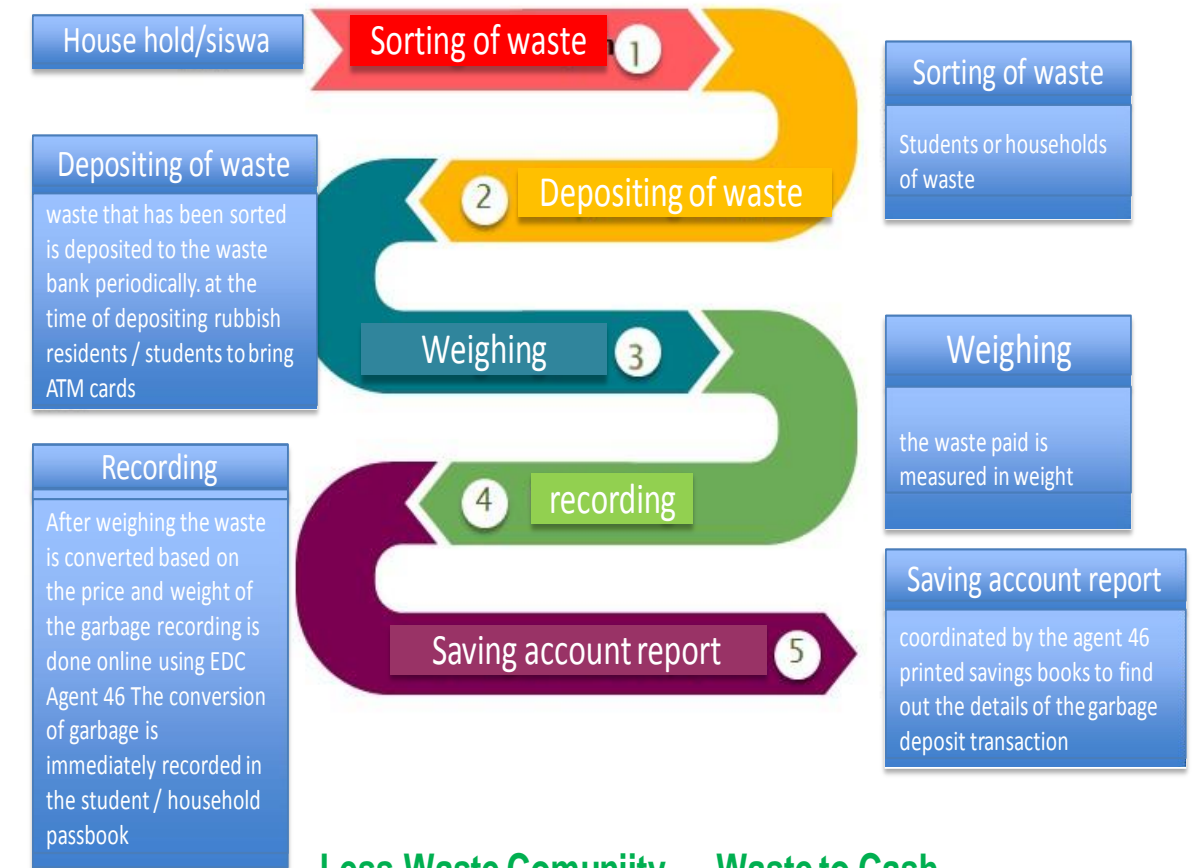 House hold/siswa
Sorting of waste
1
Sorting of waste
Students or households
of waste
Depositing of waste
waste that has been sorted
is deposited to the waste
bank periodically. at the
time of depositing rubbish
residents / students to bring
ATM cards
2
Depositing of waste
Weighing
3
Weighing
the waste paid is
measured in weight
Recording
After weighing the waste
is converted based on
the price and weight of
the garbage recording is
done online using EDC
Agent 46 The conversion
of garbage is
immediately recorded in
the student / household
passbook
4
recording
Saving account report
5
Saving account report
coordinated by the agent 46
printed savings books to find
out the details of the garbage
deposit transaction
Less Waste Comuniity Waste to Cash